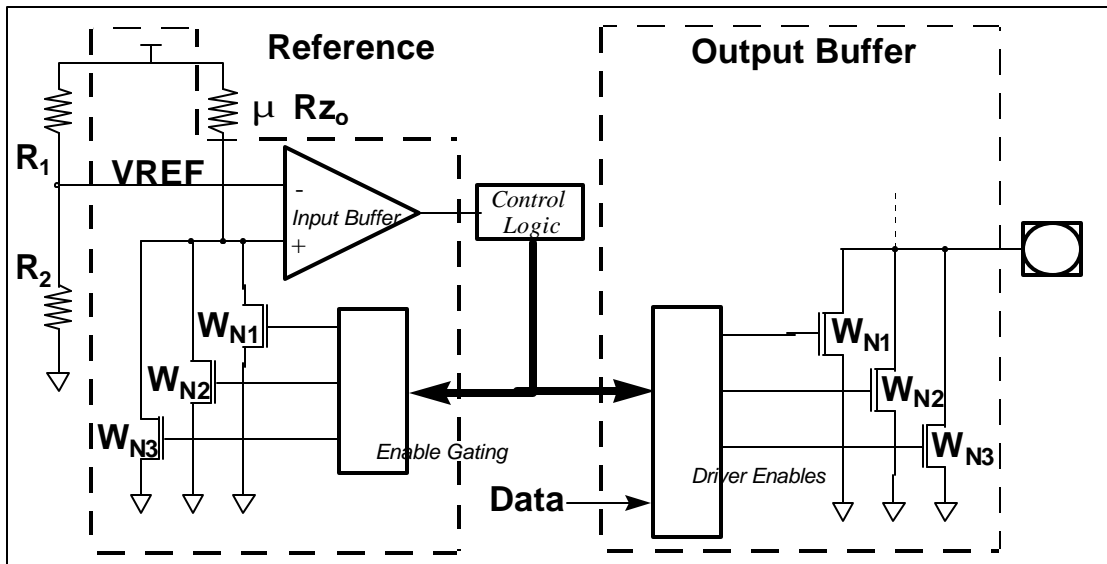 Reference
Output Buffer
μ Rz₀
R₁
VREF
-
Input Buffer
+
Control
Logic
R₂
W_N1
W_N2
W_N3
Enable Gating
Data
Driver Enables
W_N1
W_N2
W_N3